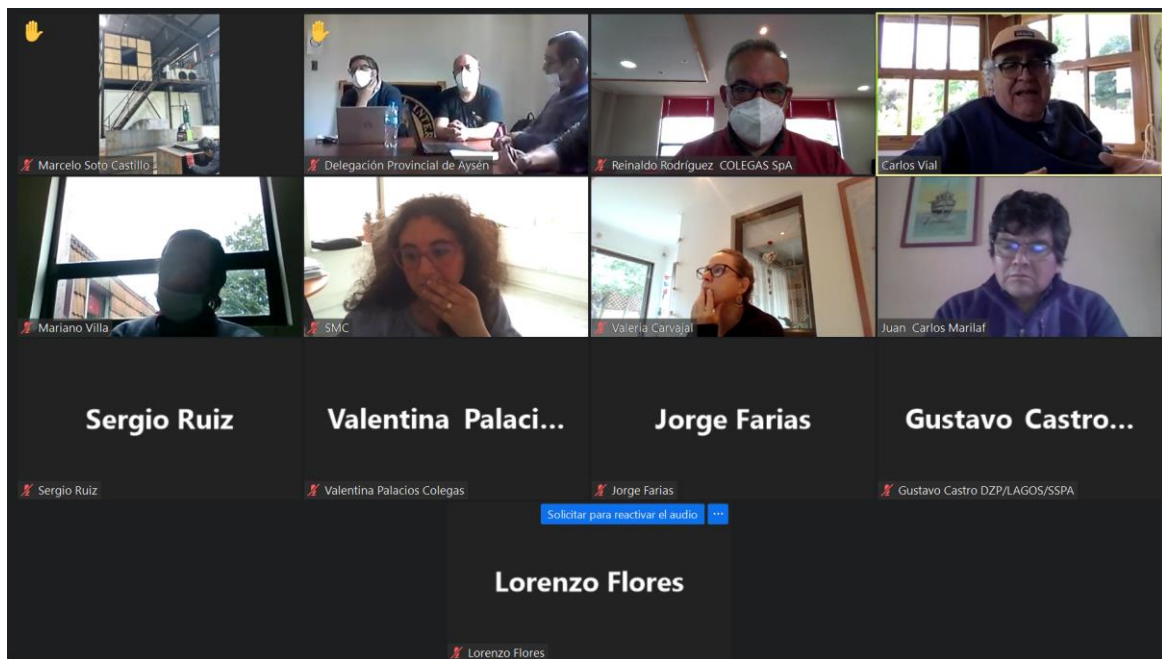 Marcelo Soto Castillo
Delegación Provincial de Aysén
Reinaldo Rodríguez COLEGAS SpA
Carlos Vial
Mariano Villa
SMC
Valeria Carvajal
Juan Carlos Marilaf
Sergio Ruiz
Valentina Palaci...
Jorge Farias
Gustavo Castro...
Sergio Ruiz
Valentina Palacios Colegas
Jorge Farias
Gustavo Castro DZP/LAGOS/SSPA
Solicitar para reactivar el audio
...
Lorenzo Flores
Lorenzo Flores